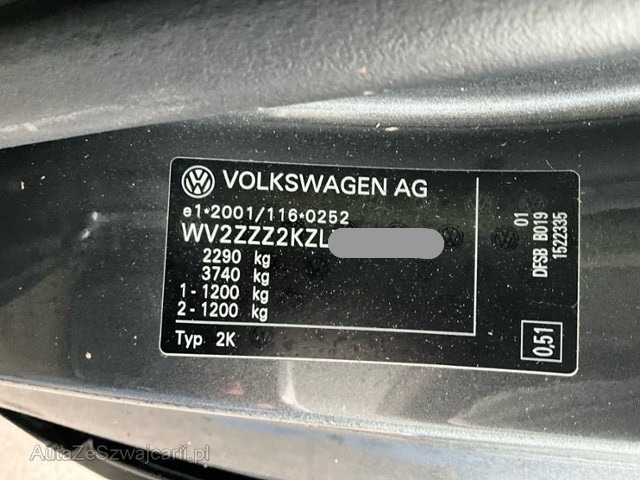 VOLKSWAGEN AG
e1*2001/116*0252
WV2ZZZ2KZL
2290 kg
3740 kg
1 - 1200 kg
2 - 1200 kg
Typ 2K
01
DFSB B019
1522335
0,51
AutaZeSzwajcarii.pl